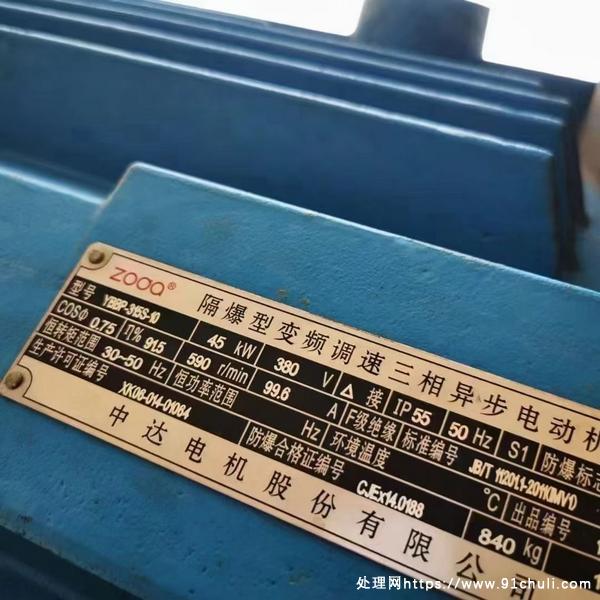 ZODA®
隔爆型变频调速三相异步电动机
型号 YBBP-315S-10 45 kW 380 V △ 接 IP55 50 Hz S1 防爆标志
COSΦ 0.75 η% 91.5 590 r/min 99.6 A F级绝缘 标准编号 JB/T 11201.1-2011(IMV1)
恒转矩范围 30-50 Hz 恒功率范围 Hz 环境温度 ℃ 出品编号
生产许可证编号 XK06-014-01064 防爆合格证编号 CJEx14.0188 840 kg
中达电机股份有限公司
处理网https://www.91chuli.com/